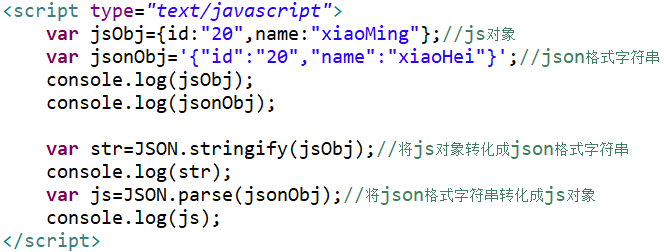 <script type="text/javascript">
    var jsObj={id:"20",name:"xiaoMing"};//js对象
    var jsonObj='{"id":"20","name":"xiaoHei"}';//json格式字符串
    console.log(jsObj);
    console.log(jsonObj);

    var str=JSON.stringify(jsObj);//将js对象转化成json格式字符串
    console.log(str);
    var js=JSON.parse(jsonObj);//将json格式字符串转化成js对象
    console.log(js);
</script>